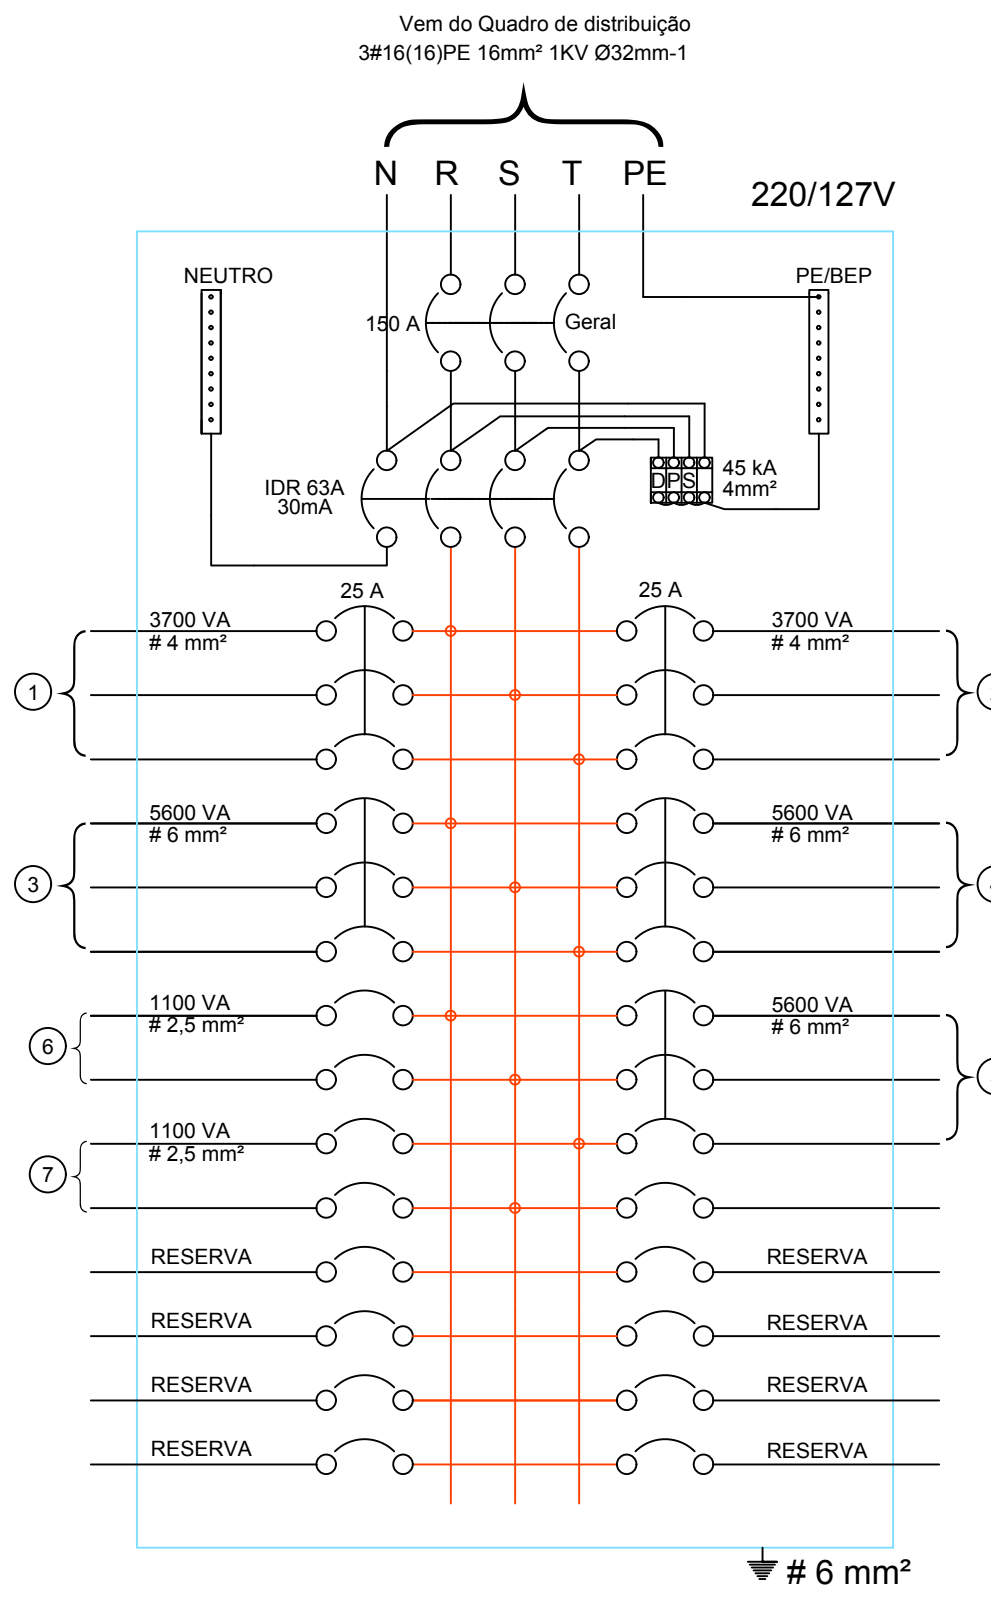 Vem do Quadro de distribuição
3#16(16)PE 16mm² 1KV Ø32mm-1
N R S T PE
220/127V
NEUTRO
PE/BEP
150 A
Geral
IDR 63A
30mA
DPS
45 kA
4mm²
25 A
25 A
3700 VA
# 4 mm²
3700 VA
# 4 mm²
1
5600 VA
# 6 mm²
5600 VA
# 6 mm²
3
1100 VA
# 2,5 mm²
5600 VA
# 6 mm²
6
1100 VA
# 2,5 mm²
7
RESERVA
RESERVA
RESERVA
RESERVA
RESERVA
RESERVA
RESERVA
RESERVA
# 6 mm²